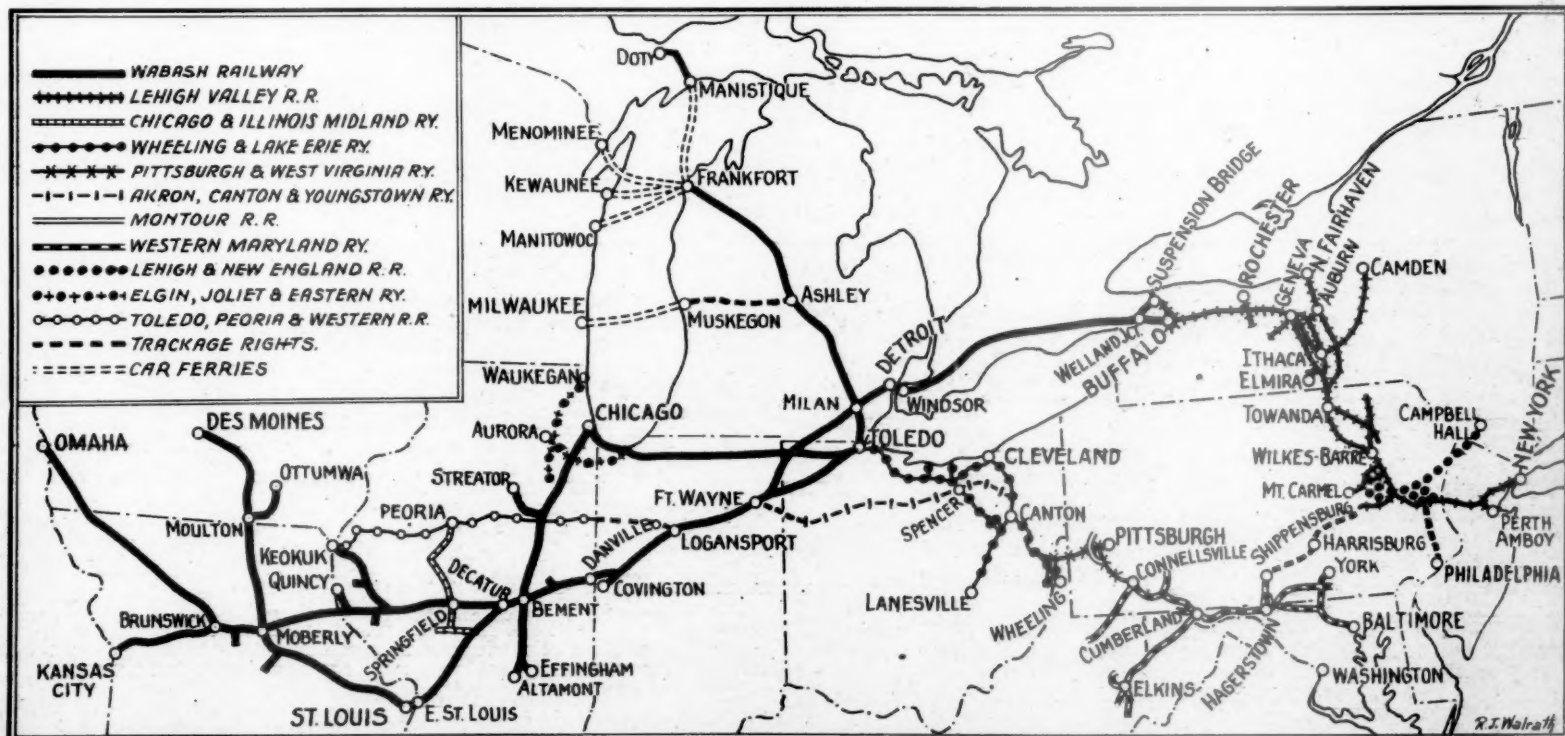 WABASH RAILWAY
LEHIGH VALLEY R.R.
CHICAGO & ILLINOIS MIDLAND RY.
WHEELING & LAKE ERIE RY.
PITTSBURGH & WEST VIRGINIA RY.
AKRON, CANTON & YOUNGSTOWN RY.
MONTOUR R.R.
WESTERN MARYLAND RY.
LEHIGH & NEW ENGLAND R.R.
ELGIN, JOLIET & EASTERN RY.
TOLEDO, PEORIA & WESTERN R.R.
TRACKAGE RIGHTS.
CAR FERRIES
DOTY
MANISTIQUE
MENOMINEE
KEWAUNEE
FRANKFORT
MANITOWOC
MILWAUKEE
MUSKEGON
ASHLEY
WAUKEGAN
CHICAGO
AURORA
STREATOR
DETROIT
MILAN
WINDSOR
TOLEDO
SUSPENSION BRIDGE
WELLAND JCT.
BUFFALO
ROCHESTER
GENEVA
N. FAIRHAVEN
AUBURN
CAMDEN
ITHACA
ELMIRA
TOWANDA
CAMPBELL
HALL
NEW YORK
WILKES-BARRE
MT. CARMEL
PERTH
AMBOY
SHIPPENSBURG
HARRISBURG
YORK
PHILADELPHIA
BALTIMORE
WASHINGTON
HAGERSTOWN
CUMBERLAND
ELKINS
CONNELLSVILLE
PITTSBURGH
WHEELING
CLEVELAND
CANTON
SPENCER
LANESVILLE
FT. WAYNE
LOGANSPORT
DANVILLE
COVINGTON
PEORIA
DECATUR
BEMENT
EFFINGHAM
ALTAMONT
SPRINGFIELD
OMAHA
DES MOINES
OTTUMWA
MOULTON
KEOKUK
QUINCY
BRUNSWICK
MOBERLY
KANSAS
CITY
ST. LOUIS
E. ST. LOUIS
R.J. Walrath